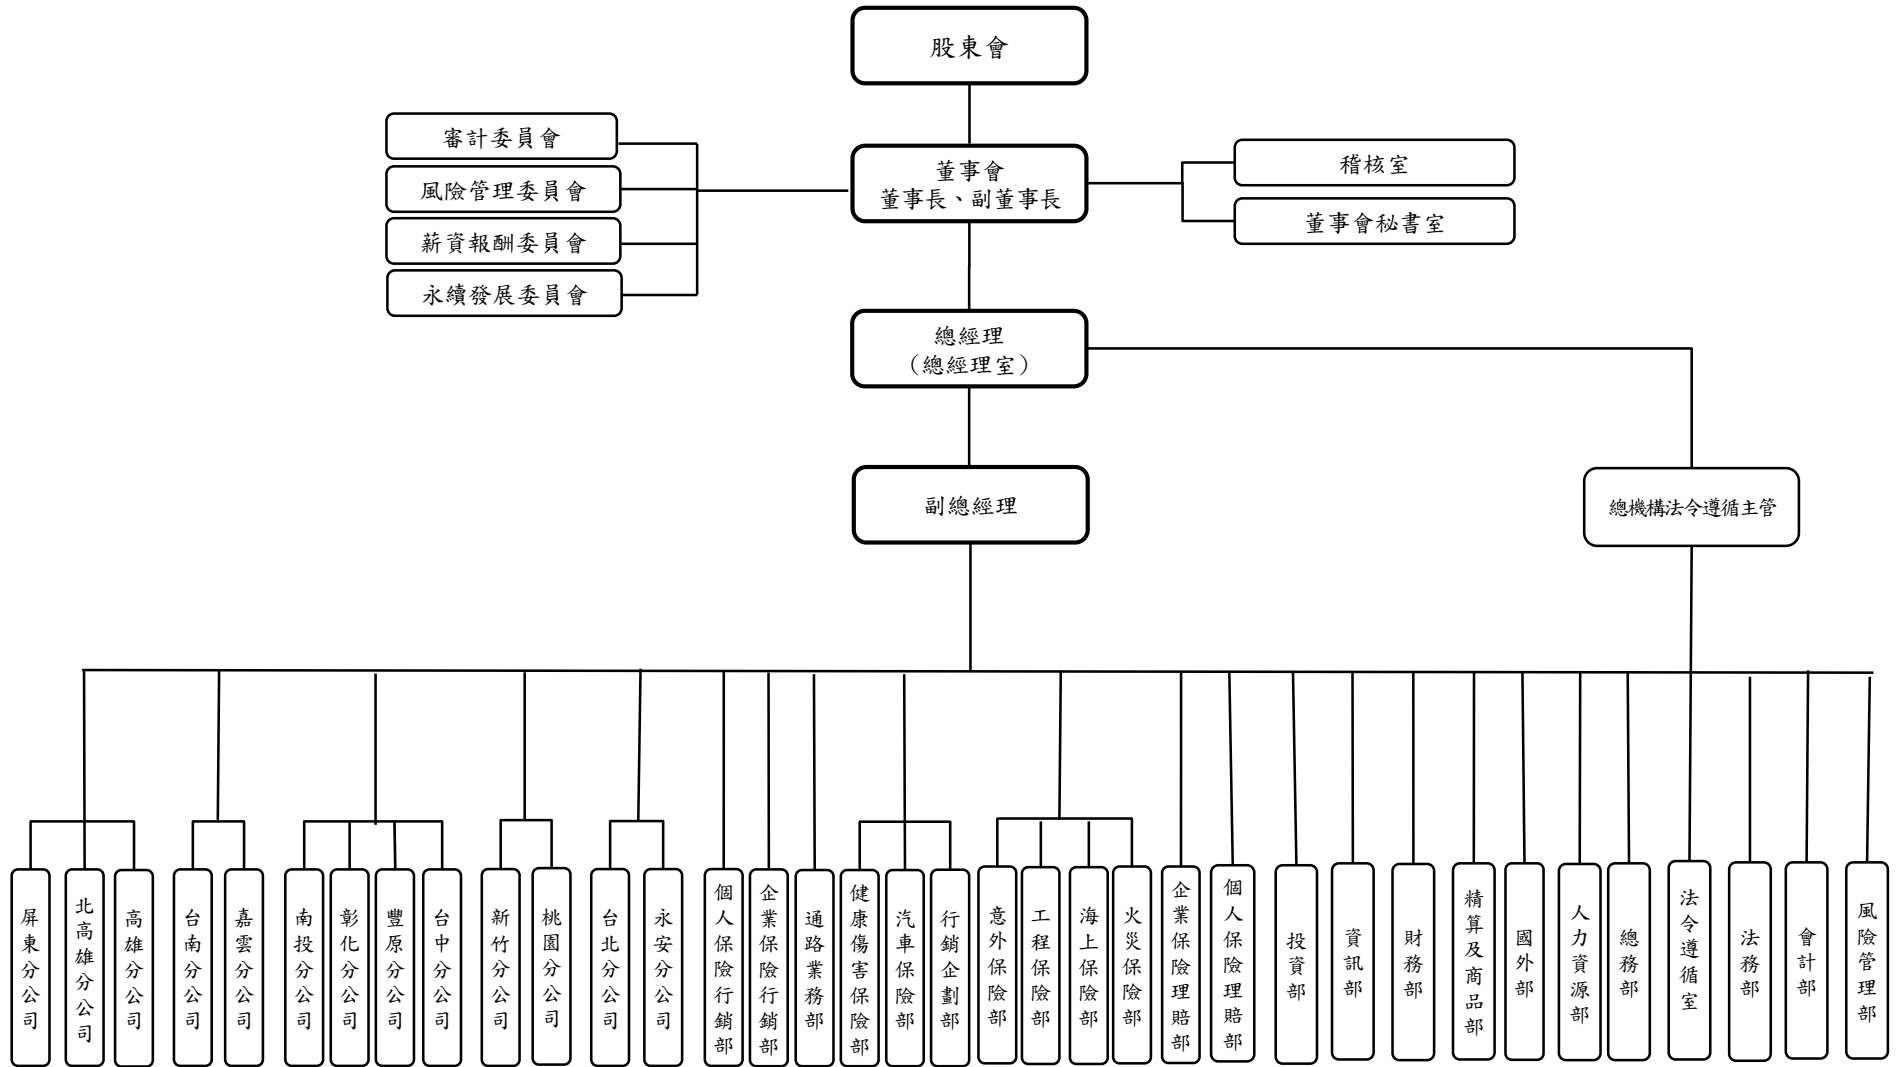 股東會
審計委員會
風險管理委員會
薪資報酬委員會
永續發展委員會
董事會
董事長、副董事長
稽核室
董事會秘書室
總經理
（總經理室）
副總經理
總機構法令遵循主管
屏東分公司
北高雄分公司
高雄分公司
台南分公司
嘉雲分公司
南投分公司
彰化分公司
豐原分公司
台中分公司
新竹分公司
桃園分公司
台北分公司
永安分公司
個人保險行銷部
企業保險行銷部
通路業務部
健康傷害保險部
汽車保險部
行銷企劃部
意外保險部
工程保險部
海上保險部
火災保險部
企業保險理賠部
個人保險理賠部
投資部
資訊部
財務部
精算及商品部
國外部
人力資源部
總務部
法令遵循室
法務部
會計部
風險管理部